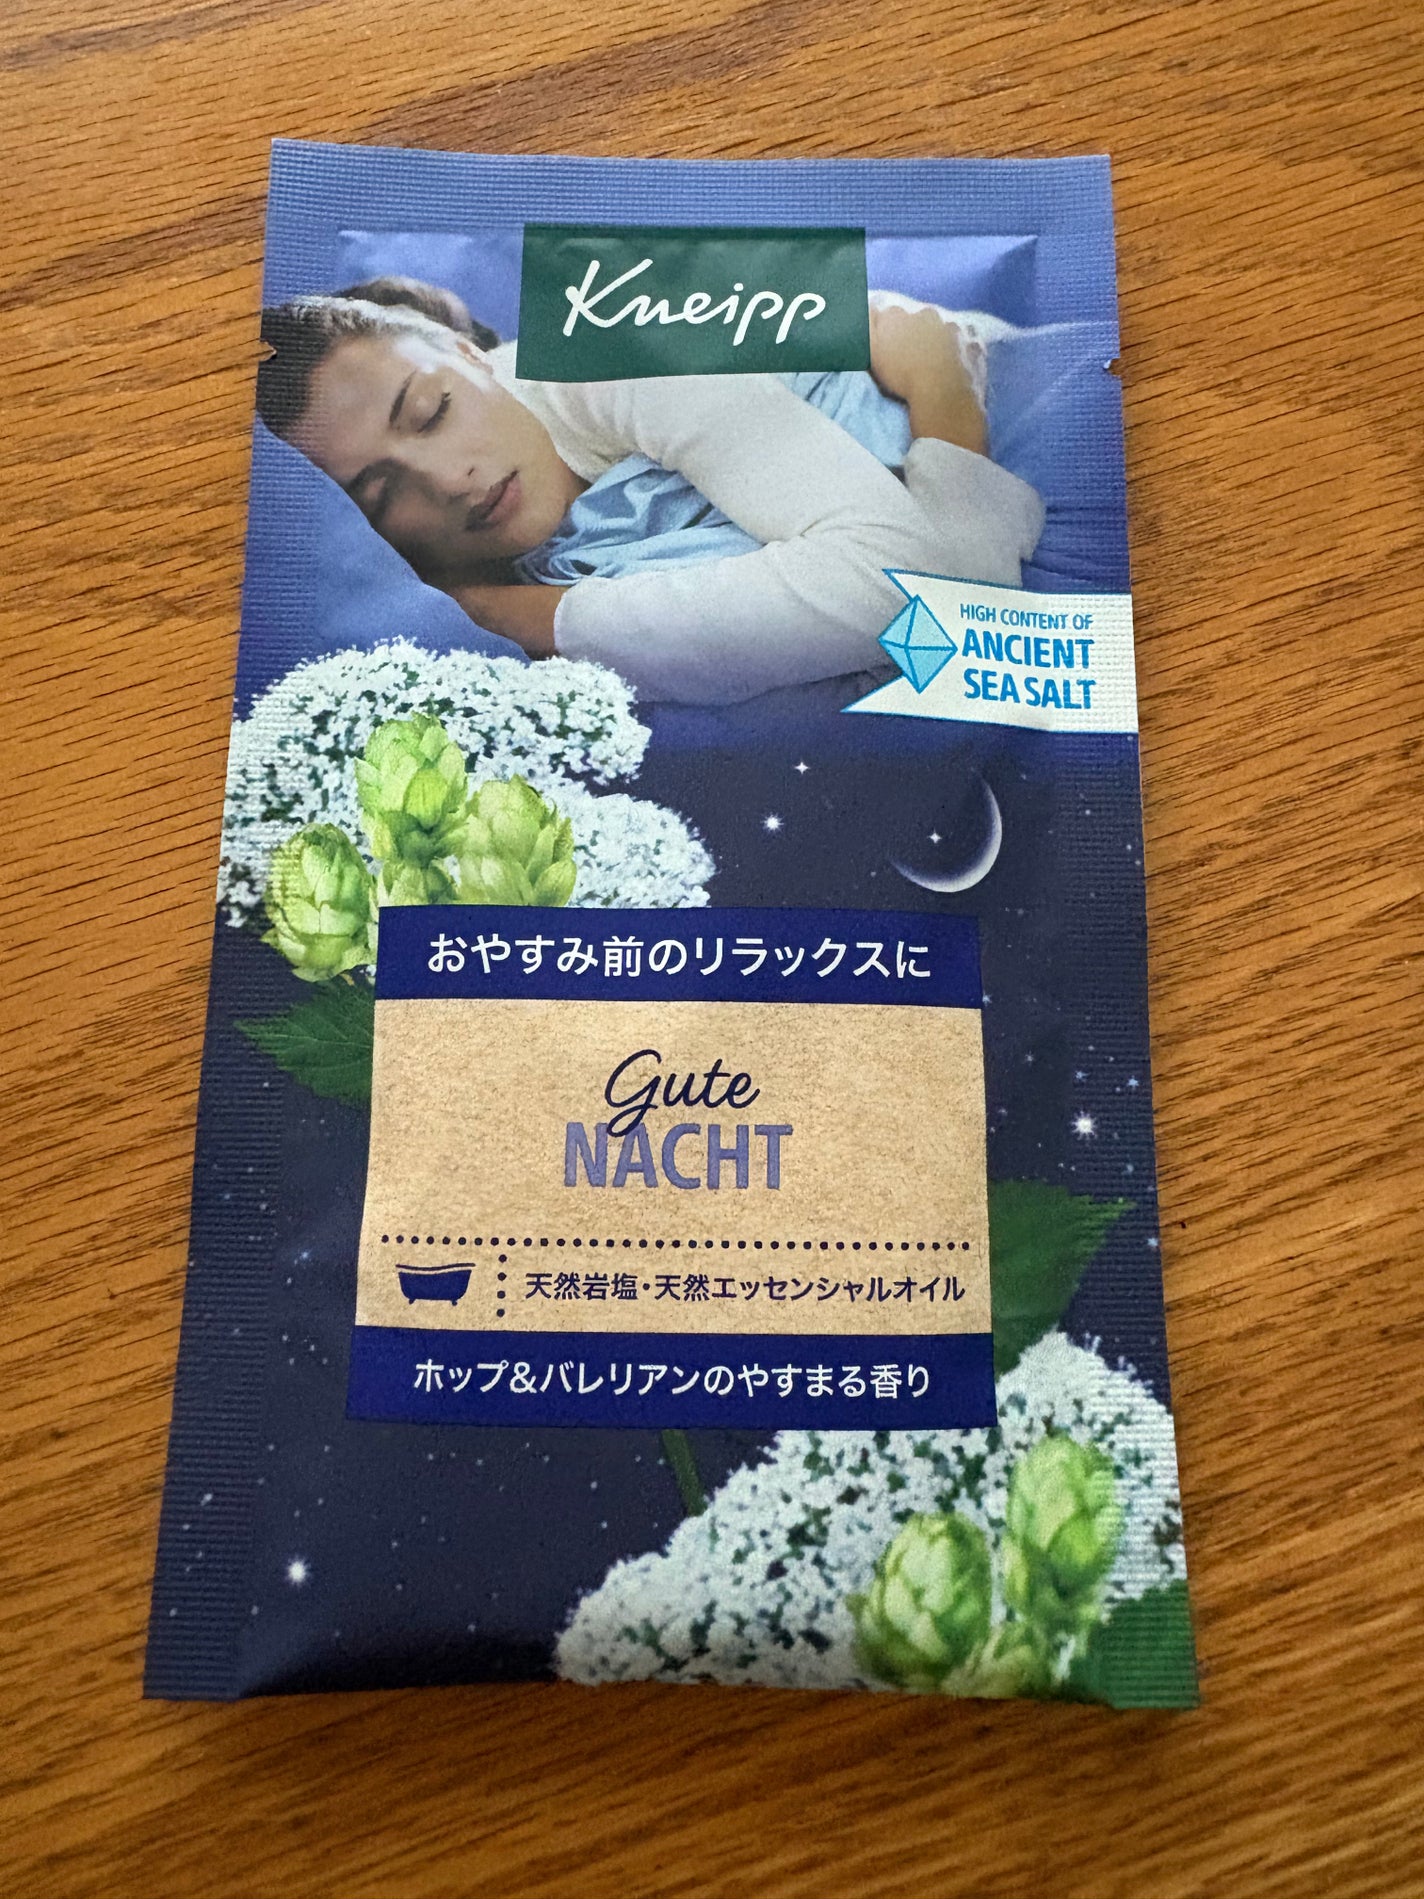 Kneipp
HIGH CONTENT OF
ANCIENT
SEA SALT
おやすみ前のリラックスに
Gute
NACHT
天然岩塩・天然エッセンシャルオイル
ホップ&バレリアンのやすまる香り